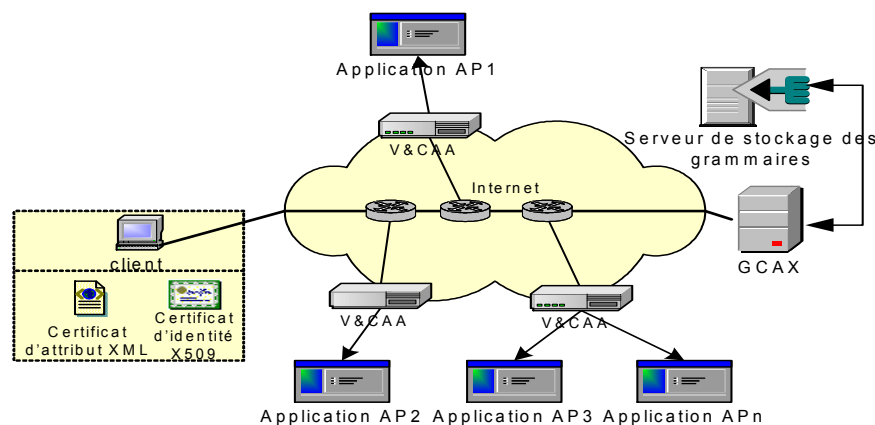 Application AP1
V&CAA
Serveur de stockage des
grammaires
Internet
client
GCAX
Certificat
d'attribut XML
Certificat
d'identité
X509
V&CAA
V&CAA
Application AP2
Application AP3
Application APn